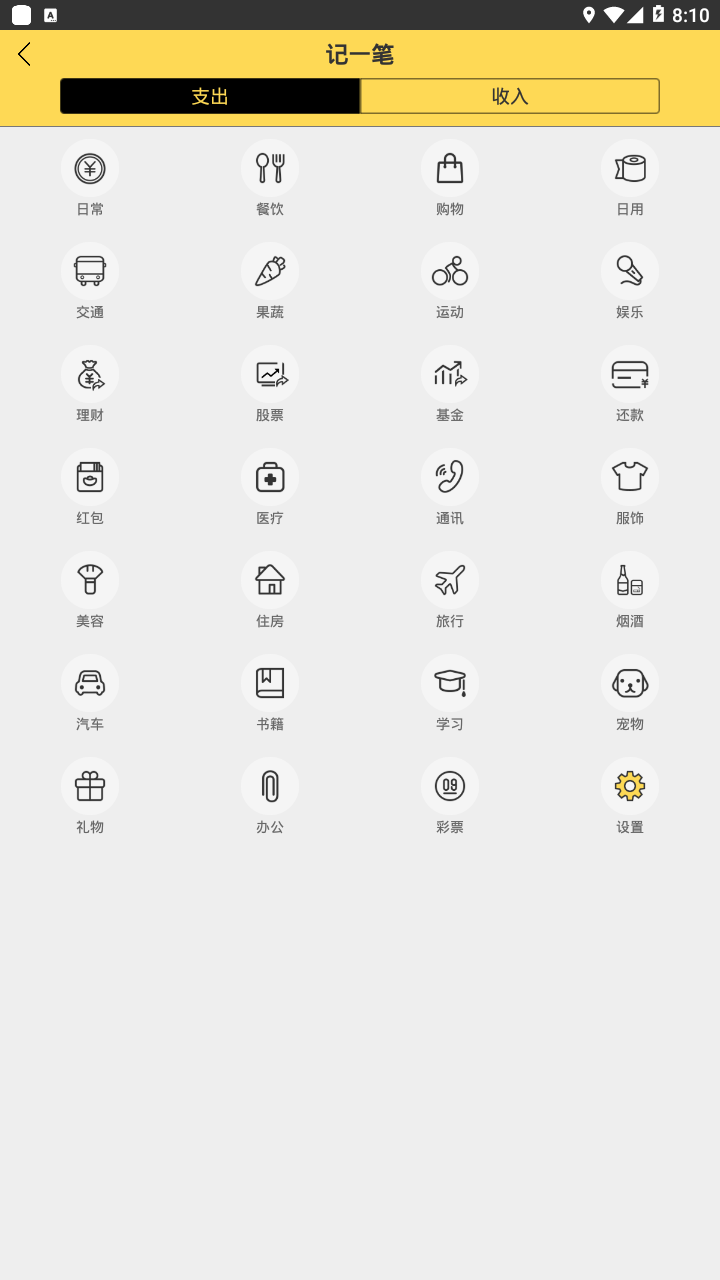 8:10
记一笔
支出 收入
日常 餐饮 购物 日用
交通 果蔬 运动 娱乐
理财 股票 基金 还款
红包 医疗 通讯 服饰
美容 住房 旅行 烟酒
汽车 书籍 学习 宠物
09
礼物 办公 彩票 设置